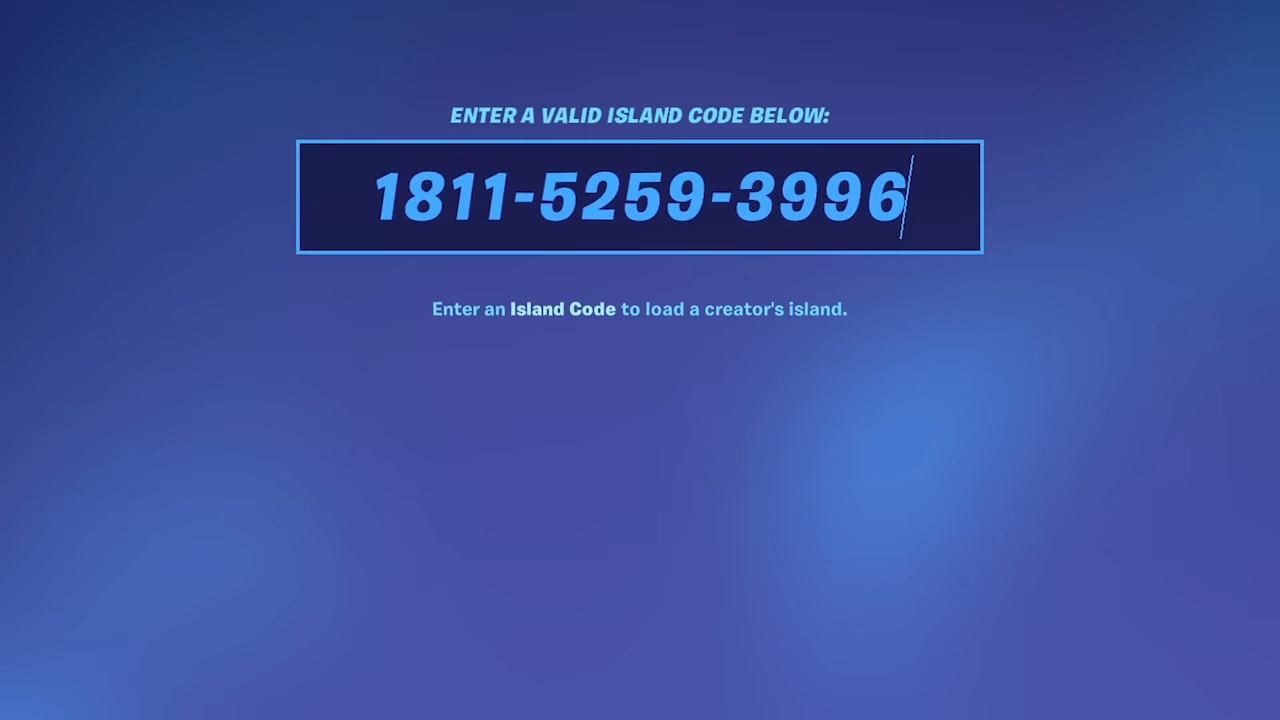 ENTER A VALID ISLAND CODE BELOW:
1811-5259-3996
Enter an Island Code to load a creator's island.